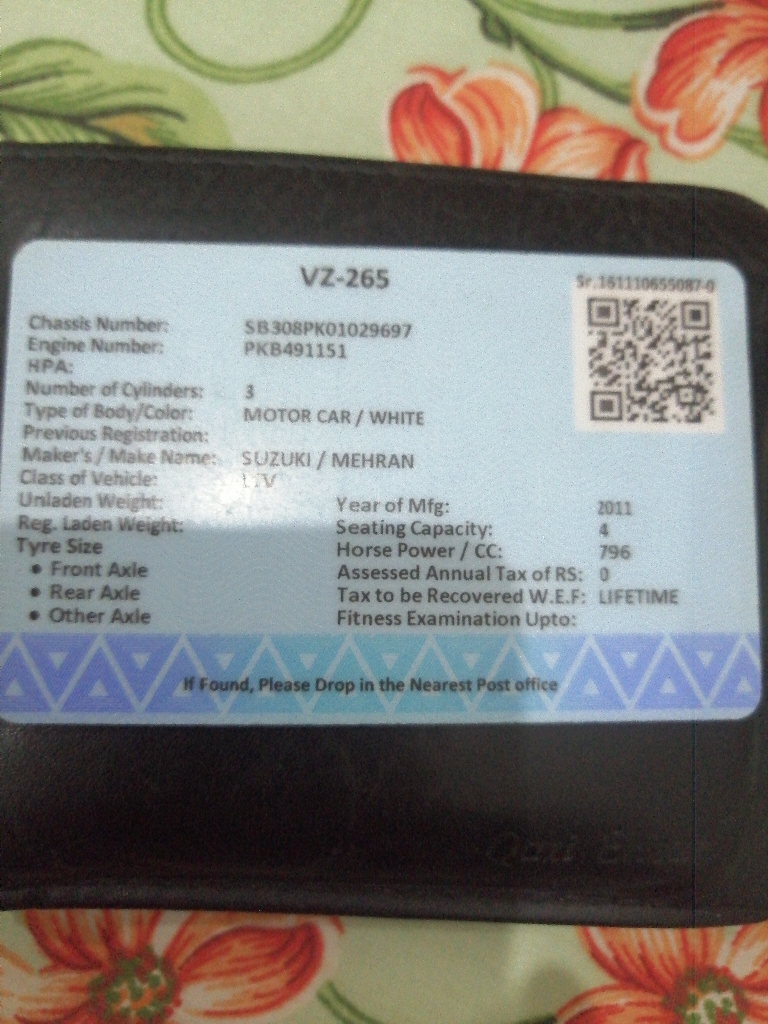 VZ-265
Sr.161110655087-0
Chassis Number: SB308PK01029697
Engine Number: PKB491151
HPA:
Number of Cylinders: 3
Type of Body/Color: MOTOR CAR / WHITE
Previous Registration:
Maker's / Make Name: SUZUKI / MEHRAN
Class of Vehicle: LTV
Unladen Weight:
Year of Mfg: 2011
Reg. Laden Weight:
Seating Capacity: 4
Tyre Size
Horse Power / CC: 796
• Front Axle
Assessed Annual Tax of RS: 0
• Rear Axle
Tax to be Recovered W.E.F: LIFETIME
• Other Axle
Fitness Examination Upto:
If Found, Please Drop in the Nearest Post office